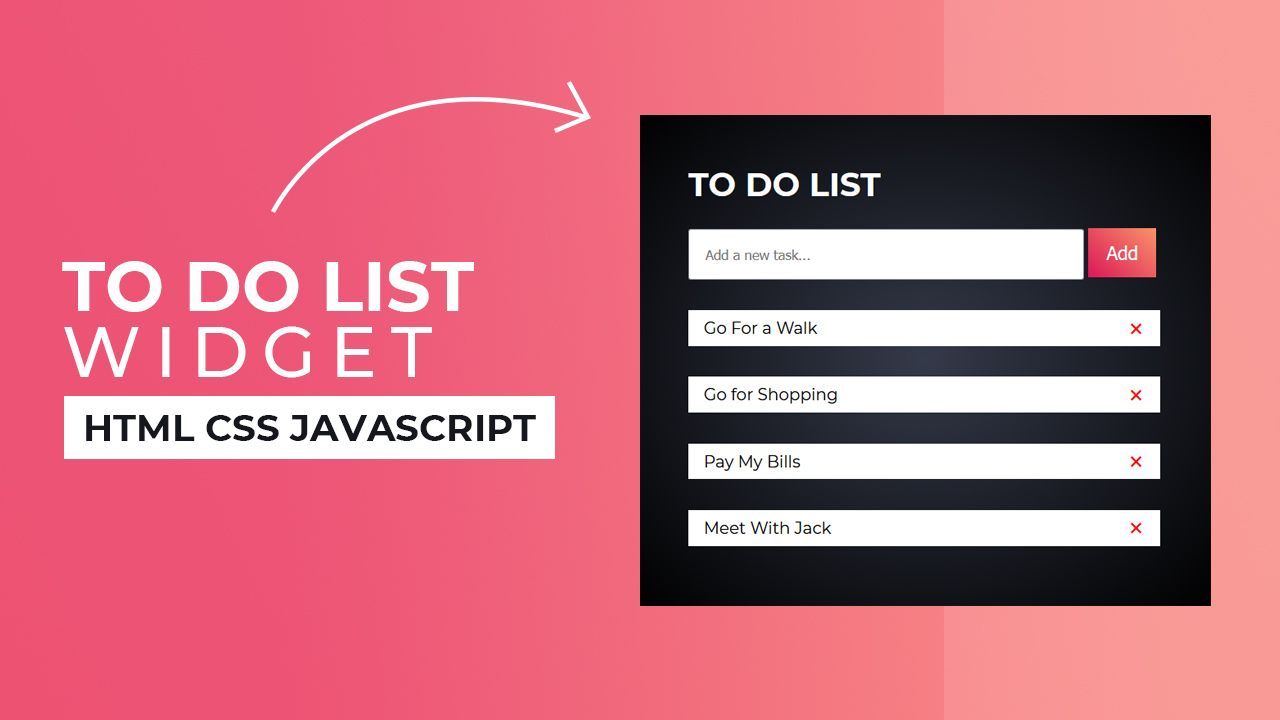 TO DO LIST
WIDGET
HTML CSS JAVASCRIPT
TO DO LIST
Add a new task...
Add
Go For a Walk
×
Go for Shopping
×
Pay My Bills
×
Meet With Jack
×